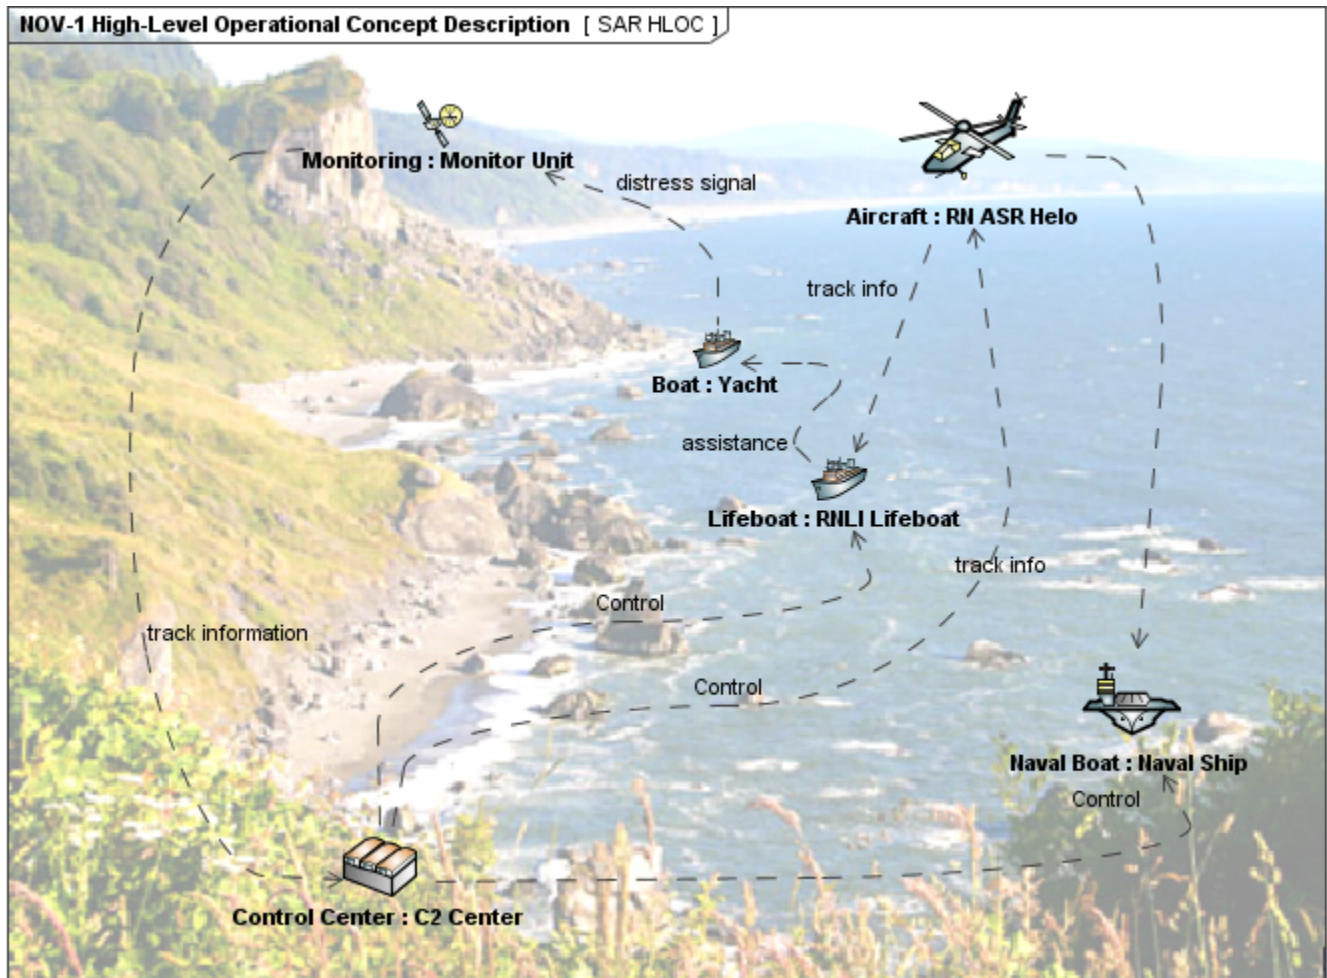 NOV-1 High-Level Operational Concept Description [ SAR HLOC ]
Monitoring : Monitor Unit
distress signal
Aircraft : RN ASR Helo
track info
Boat : Yacht
assistance
Lifeboat : RNLI Lifeboat
track info
Control
track information
Control
Naval Boat : Naval Ship
Control
Control Center : C2 Center